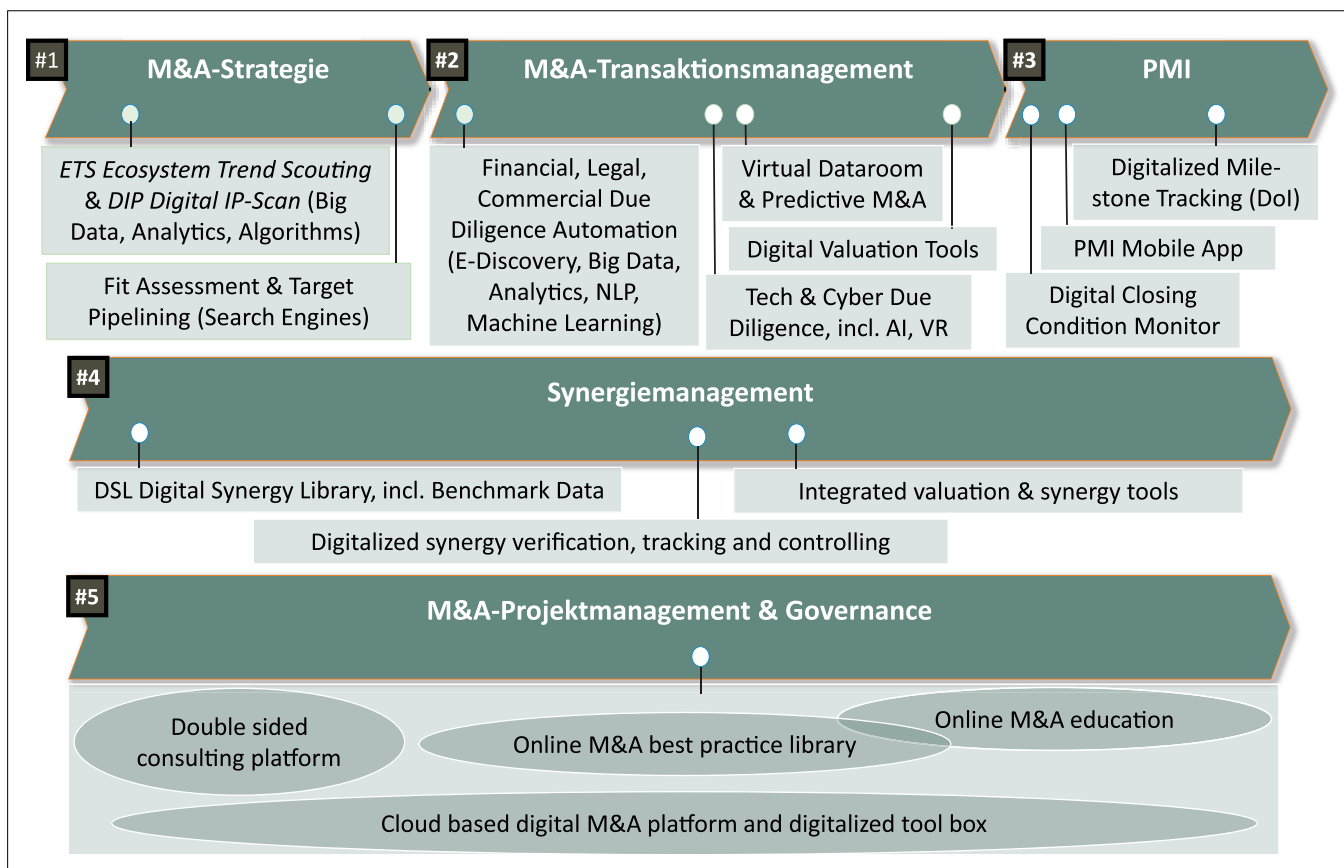 #1
M&A-Strategie
#2
M&A-Transaktionsmanagement
#3
PMI
ETS Ecosystem Trend Scouting
& DIP Digital IP-Scan (Big
Data, Analytics, Algorithms)
Fit Assessment & Target
Pipelining (Search Engines)
Financial, Legal,
Commercial Due
Diligence Automation
(E-Discovery, Big Data,
Analytics, NLP,
Machine Learning)
Virtual Dataroom
& Predictive M&A
Digital Valuation Tools
Tech & Cyber Due
Diligence, incl. AI, VR
Digitalized Mile-
stone Tracking (DoI)
PMI Mobile App
Digital Closing
Condition Monitor
#4
Synergiemanagement
DSL Digital Synergy Library, incl. Benchmark Data
Integrated valuation & synergy tools
Digitalized synergy verification, tracking and controlling
#5
M&A-Projektmanagement & Governance
Double sided
consulting platform
Online M&A best practice library
Online M&A education
Cloud based digital M&A platform and digitalized tool box